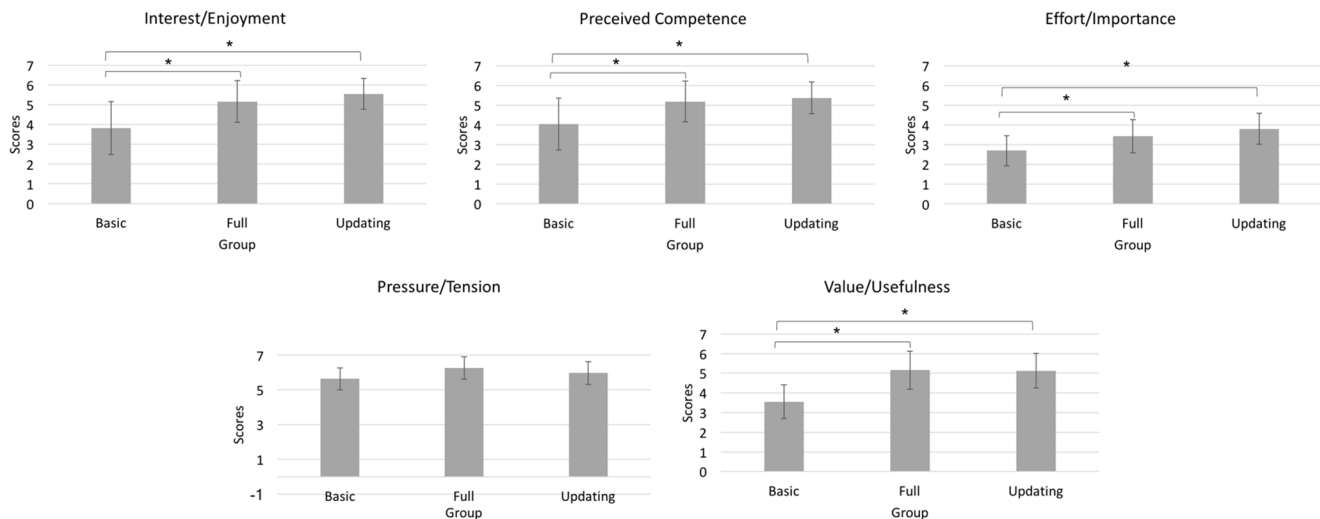 Interest/Enjoyment
*
*
7
6
5
4
3
2
1
0
Scores
Basic
Full
Updating
Group
Preceived Competence
*
*
7
6
5
4
3
2
1
0
Scores
Basic
Full
Updating
Group
Effort/Importance
*
*
7
6
5
4
3
2
1
0
Scores
Basic
Full
Updating
Group
Pressure/Tension
7
5
3
1
-1
Scores
Basic
Full
Updating
Group
Value/Usefulness
*
*
7
6
5
4
3
2
1
0
Scores
Basic
Full
Updating
Group